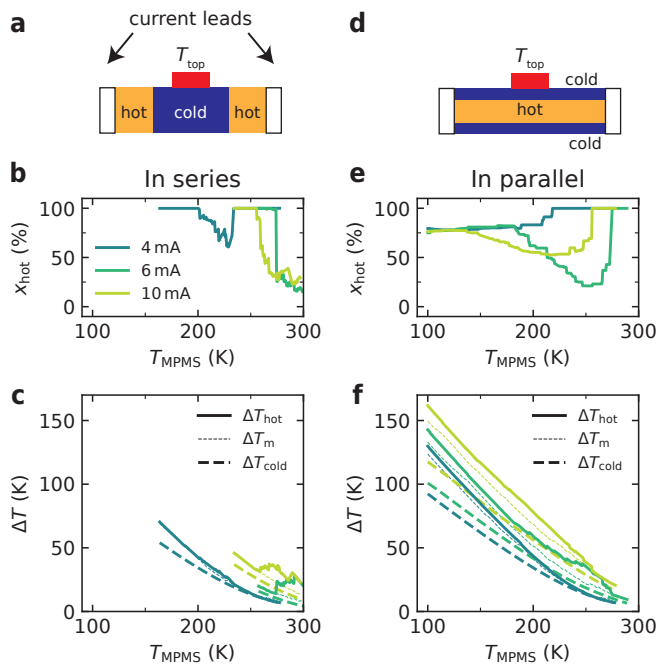 a
current leads
T_top
hot
cold
hot
d
T_top
cold
hot
cold
b
In series
x_hot (%)
100
50
0
4 mA
6 mA
10 mA
100
200
300
T_MPMS (K)
e
In parallel
x_hot (%)
100
50
0
100
200
300
T_MPMS (K)
c
ΔT (K)
150
100
50
0
ΔT_hot
ΔT_m
ΔT_cold
100
200
300
T_MPMS (K)
f
ΔT (K)
150
100
50
0
ΔT_hot
ΔT_m
ΔT_cold
100
200
300
T_MPMS (K)